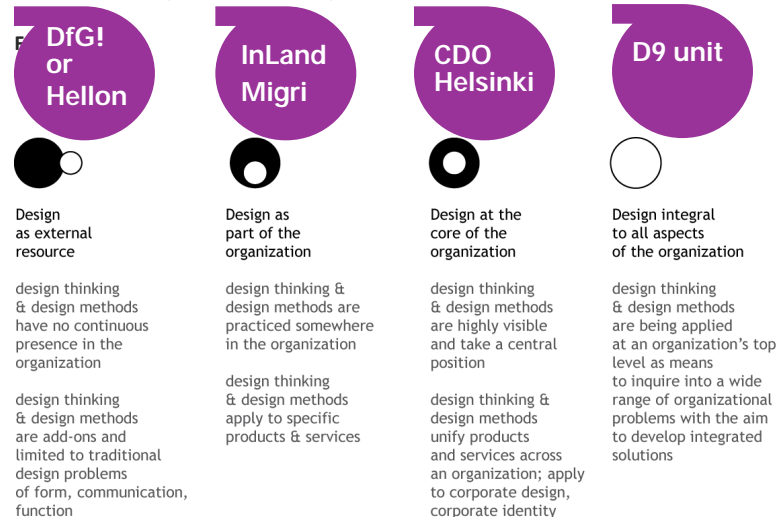 F
DfG!
or
Hellon
InLand
Migri
CDO
Helsinki
D9 unit
Design
as external
resource
design thinking
& design methods
have no continuous
presence in the
organization
design thinking
& design methods
are add-ons and
limited to traditional
design problems
of form, communication,
function
Design as
part of the
organization
design thinking &
design methods are
practiced somewhere
in the organization
design thinking
& design methods
apply to specific
products & services
Design at the
core of the
organization
design thinking
& design methods
are highly visible
and take a central
position
design thinking &
design methods
unify products
and services across
an organization; apply
to corporate design,
corporate identity
Design integral
to all aspects
of the organization
design thinking
& design methods
are being applied
at an organization's top
level as means
to inquire into a wide
range of organizational
problems with the aim
to develop integrated
solutions